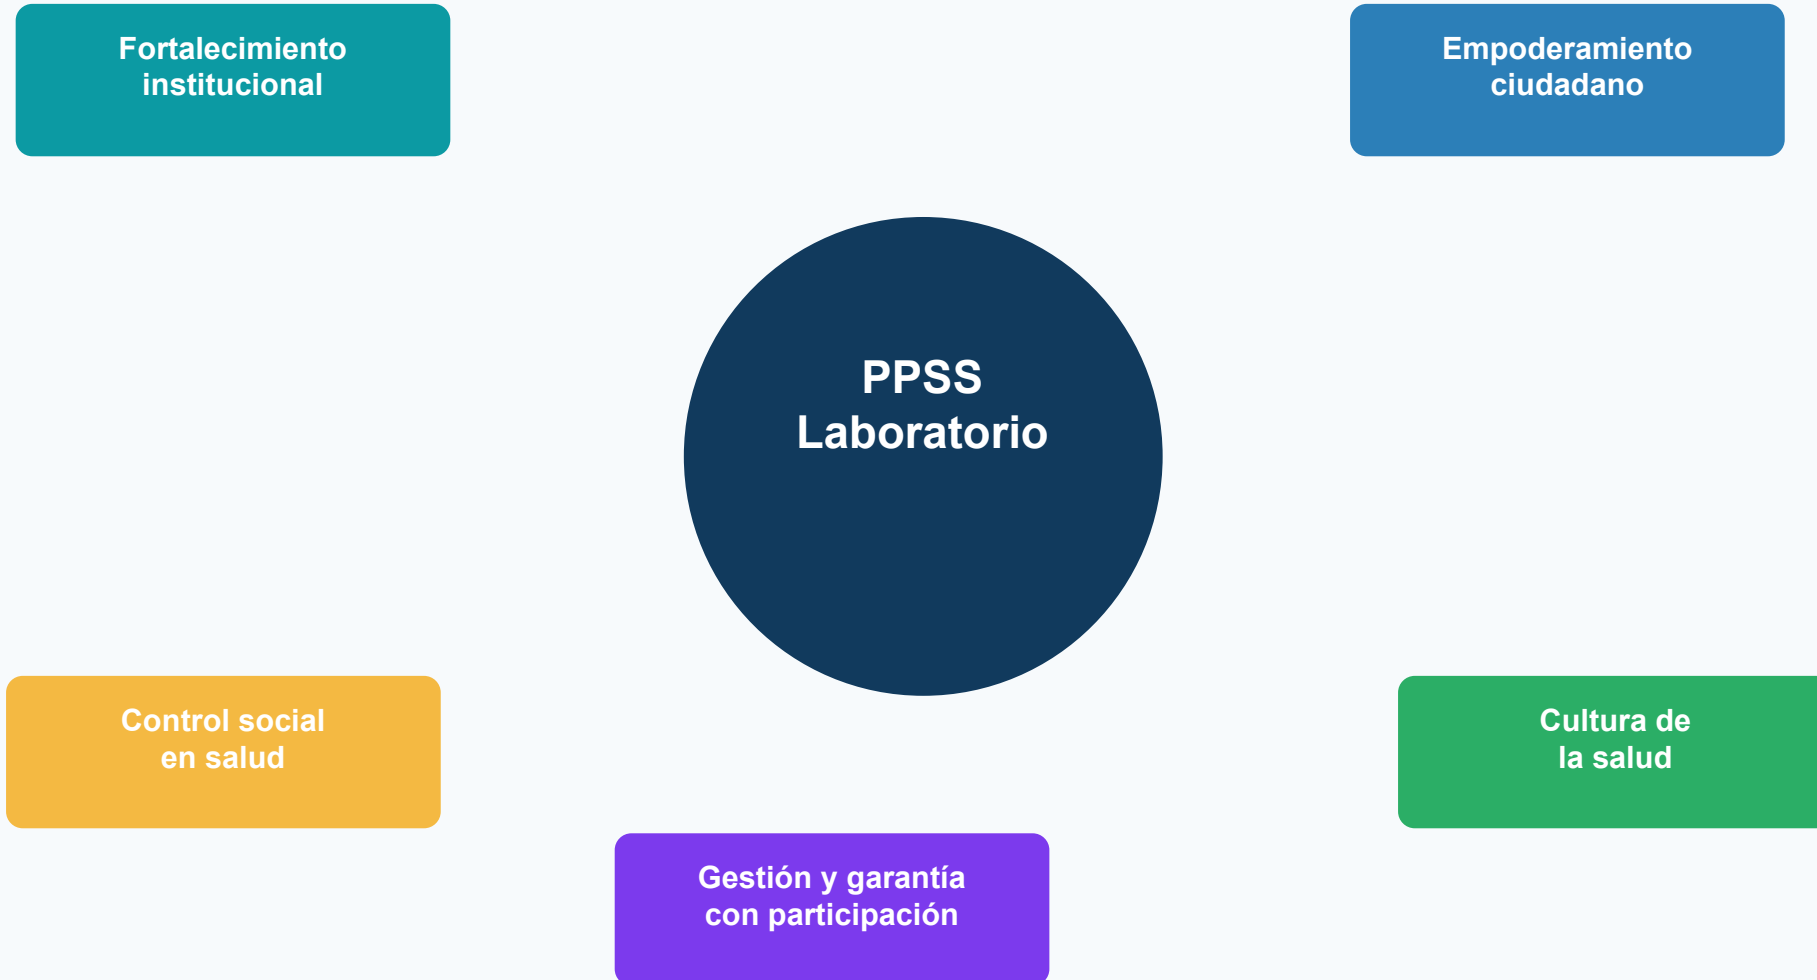 Fortalecimiento
institucional
Empoderamiento
ciudadano
PPSS
Laboratorio
Control social
en salud
Cultura de
la salud
Gestión y garantía
con participación